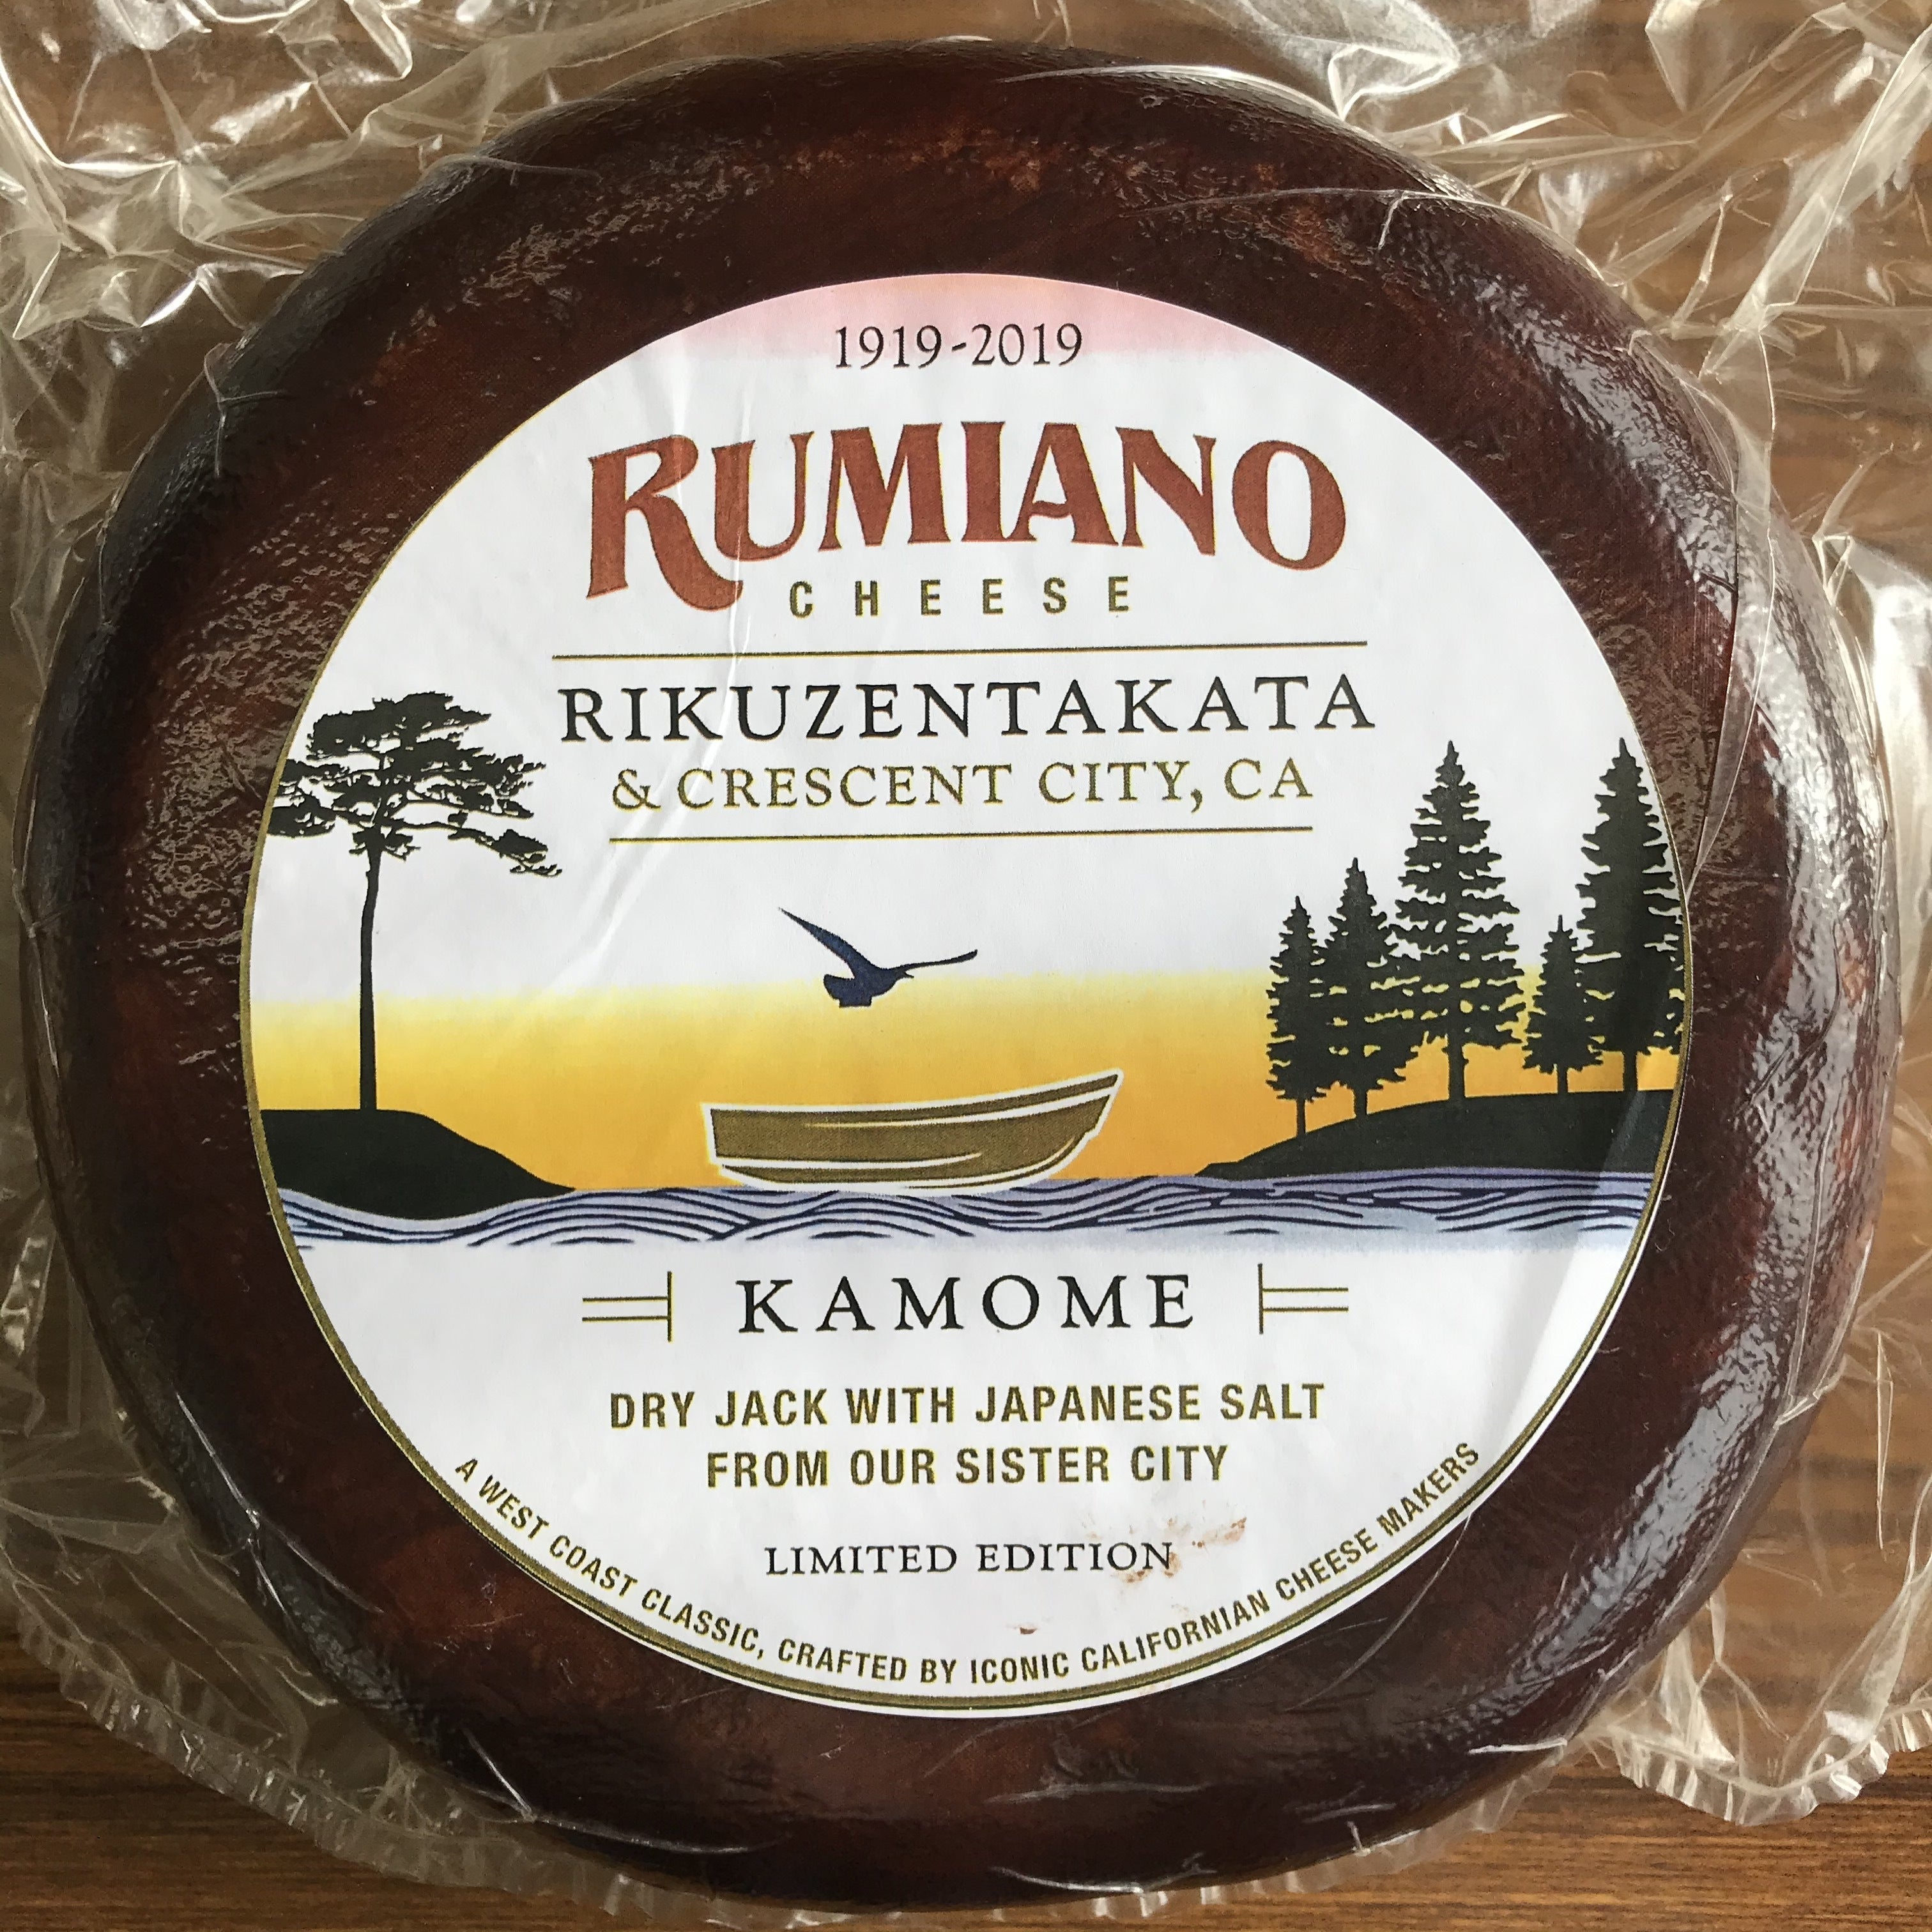 1919-2019
RUMIANO
CHEESE
RIKUZENTAKATA
& CRESCENT CITY, CA
KAMOME
DRY JACK WITH JAPANESE SALT
FROM OUR SISTER CITY
LIMITED EDITION
A WEST COAST CLASSIC, CRAFTED BY ICONIC CALIFORNIAN CHEESE MAKERS